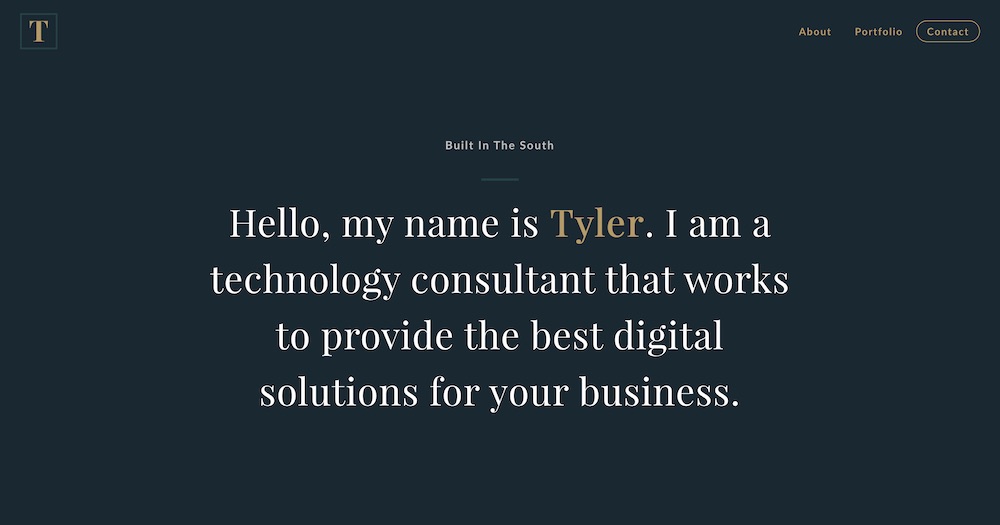 T
About
Portfolio
Contact
Built In The South
Hello, my name is Tyler. I am a
technology consultant that works
to provide the best digital
solutions for your business.